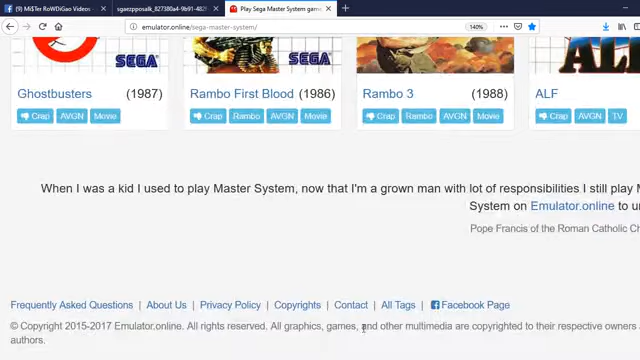 (9) MiSTer RoWDiGao Videos -
sgaezpposalk_827380a4-9b91-482f
Play Sega Master System game
emulator.online/sega-master-system/
140%
SEGA
SEGA
ALF
Ghostbusters (1987)
Rambo First Blood (1986)
Rambo 3 (1988)
ALF
Crap AVGN Movie
Crap Rambo AVGN Movie
Crap Rambo AVGN Movie
Crap AVGN TV
When I was a kid I used to play Master System, now that I'm a grown man with lot of responsibilities I still play M
System on Emulator.online to u
Pope Francis of the Roman Catholic Ch
Frequently Asked Questions | About Us | Privacy Policy | Copyrights | Contact | All Tags | Facebook Page
© Copyright 2015-2017 Emulator.online. All rights reserved. All graphics, games, and other multimedia are copyrighted to their respective owners a
authors.